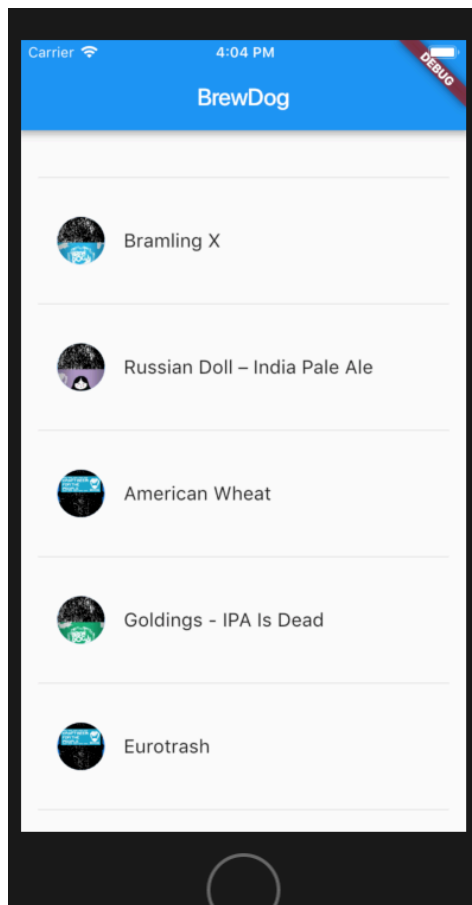 Carrier 4:04 PM
DEBUG
BrewDog
Bramling X
Russian Doll – India Pale Ale
American Wheat
Goldings - IPA Is Dead
Eurotrash